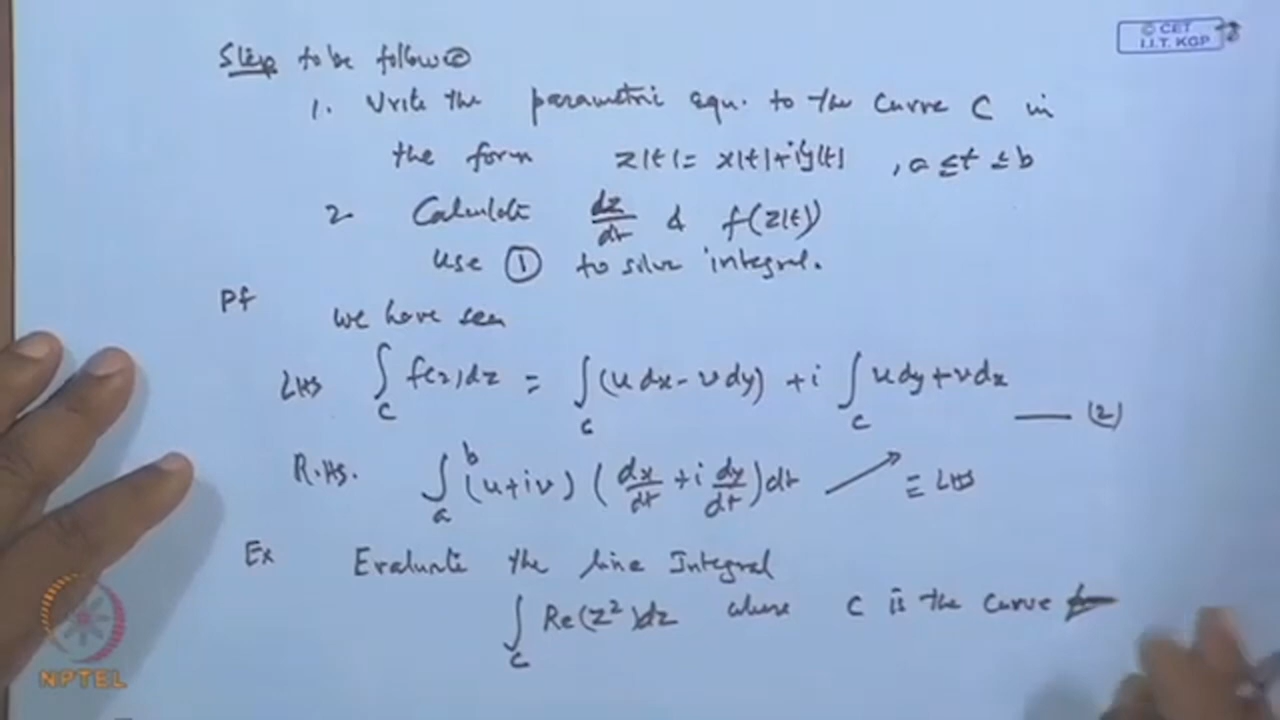 © CET
I.I.T. KGP
Step to be followed
1. Write the parametric equ. to the curve C in
the form z(t) = x(t)+iy(t) , a ≤ t ≤ b
2 Calculate dz/dt & f(z(t))
use ① to solve integral.
Pf
we have seen
LHS ∫_C f(z)dz = ∫_C (u dx - v dy) + i ∫_C u dy + v dx —— (2)
R.HS. ∫_a^b (u+iv) (dx/dt + i dy/dt) dt ↗ = LHS
Ex Evaluate the line Integral
∫_C Re(z²)dz where C is the curve
NPTEL